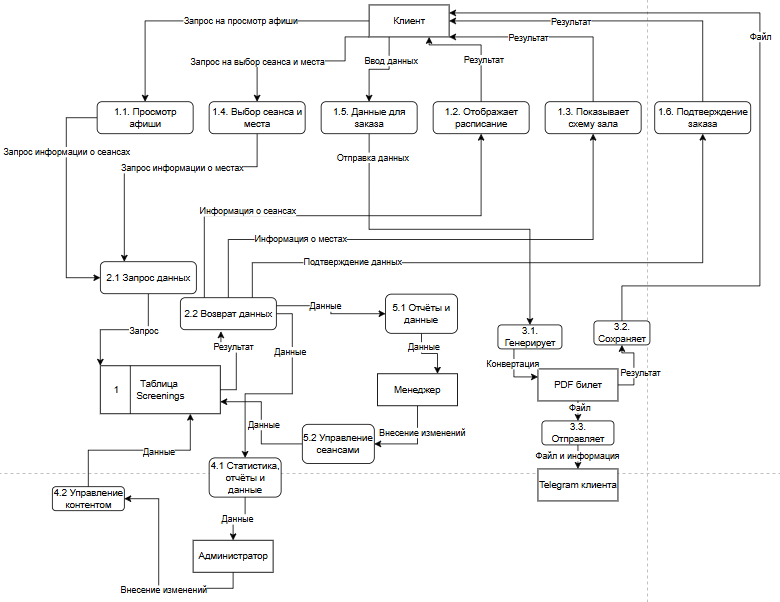 Клиент
Запрос на просмотр афиши
Результат
Файл
Результат
Запрос на выбор сеанса и места
Ввод данных
Результат
1.1. Просмотр
афиши
1.4. Выбор сеанса и
места
1.5. Данные для
заказа
1.2. Отображает
расписание
1.3. Показывает
схему зала
1.6. Подтверждение
заказа
Запрос информации о сеансах
Отправка данных
Запрос информации о местах
Информация о сеансах
Информация о местах
Подтверждение данных
2.1 Запрос данных
2.2 Возврат данных
Данные
5.1 Отчёты и
данные
Запрос
Результат
Данные
Данные
3.1.
Генерирует
3.2.
Сохраняет
Конвертация
Результат
1
Таблица
Screenings
Менеджер
PDF билет
Файл
Данные
Внесение изменений
3.3.
Отправляет
5.2 Управление
сеансами
Данные
Файл и информация
4.1 Статистика,
отчёты и
данные
4.2 Управление
контентом
Telegram клиента
Данные
Администратор
Внесение изменений